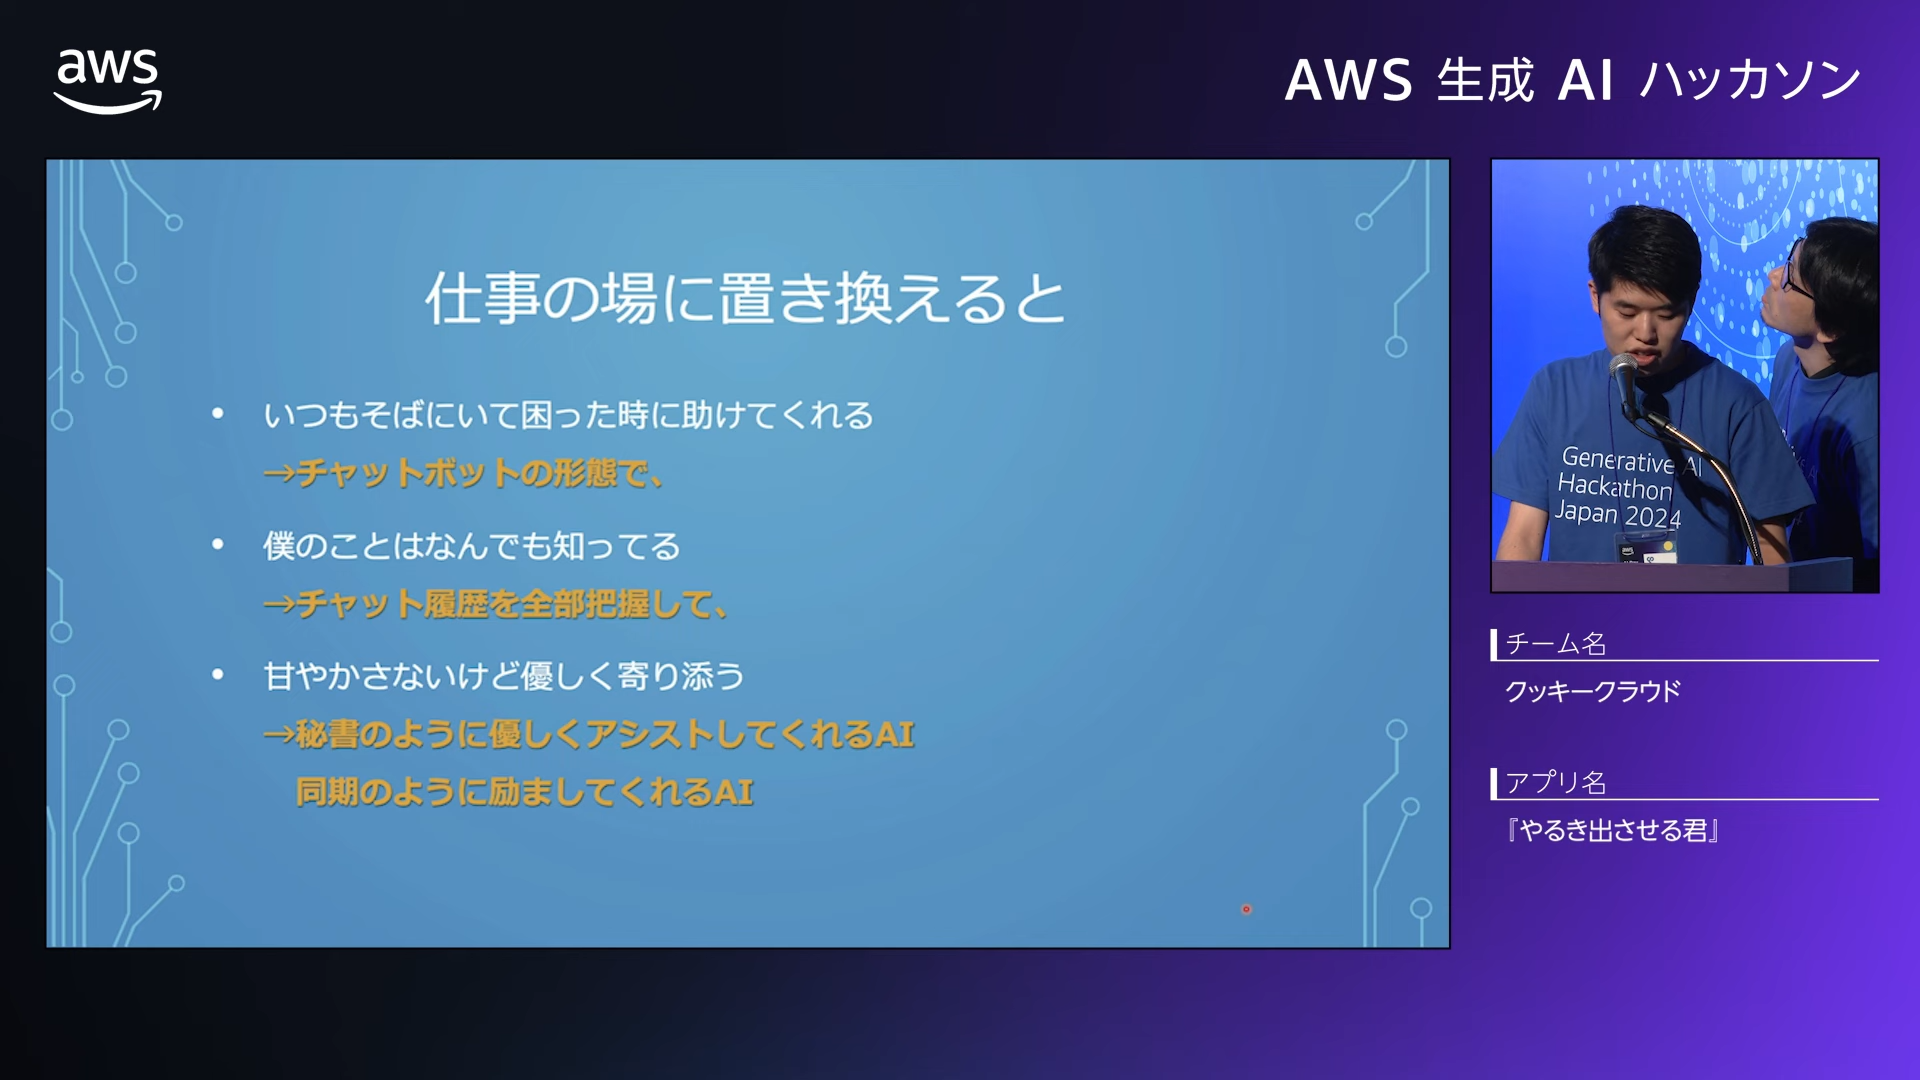 aws
AWS 生成 AI ハッカソン
仕事の場に置き換えると
• いつもそばにいて困った時に助けてくれる
→チャットボットの形態で、
• 僕のことはなんでも知ってる
→チャット履歴を全部把握して、
• 甘やかさないけど優しく寄り添う
→秘書のように優しくアシストしてくれるAI
同期のように励ましてくれるAI
Generative AI
Hackathon
Japan 2024
チーム名
クッキークラウド
アプリ名
『やるき出させる君』